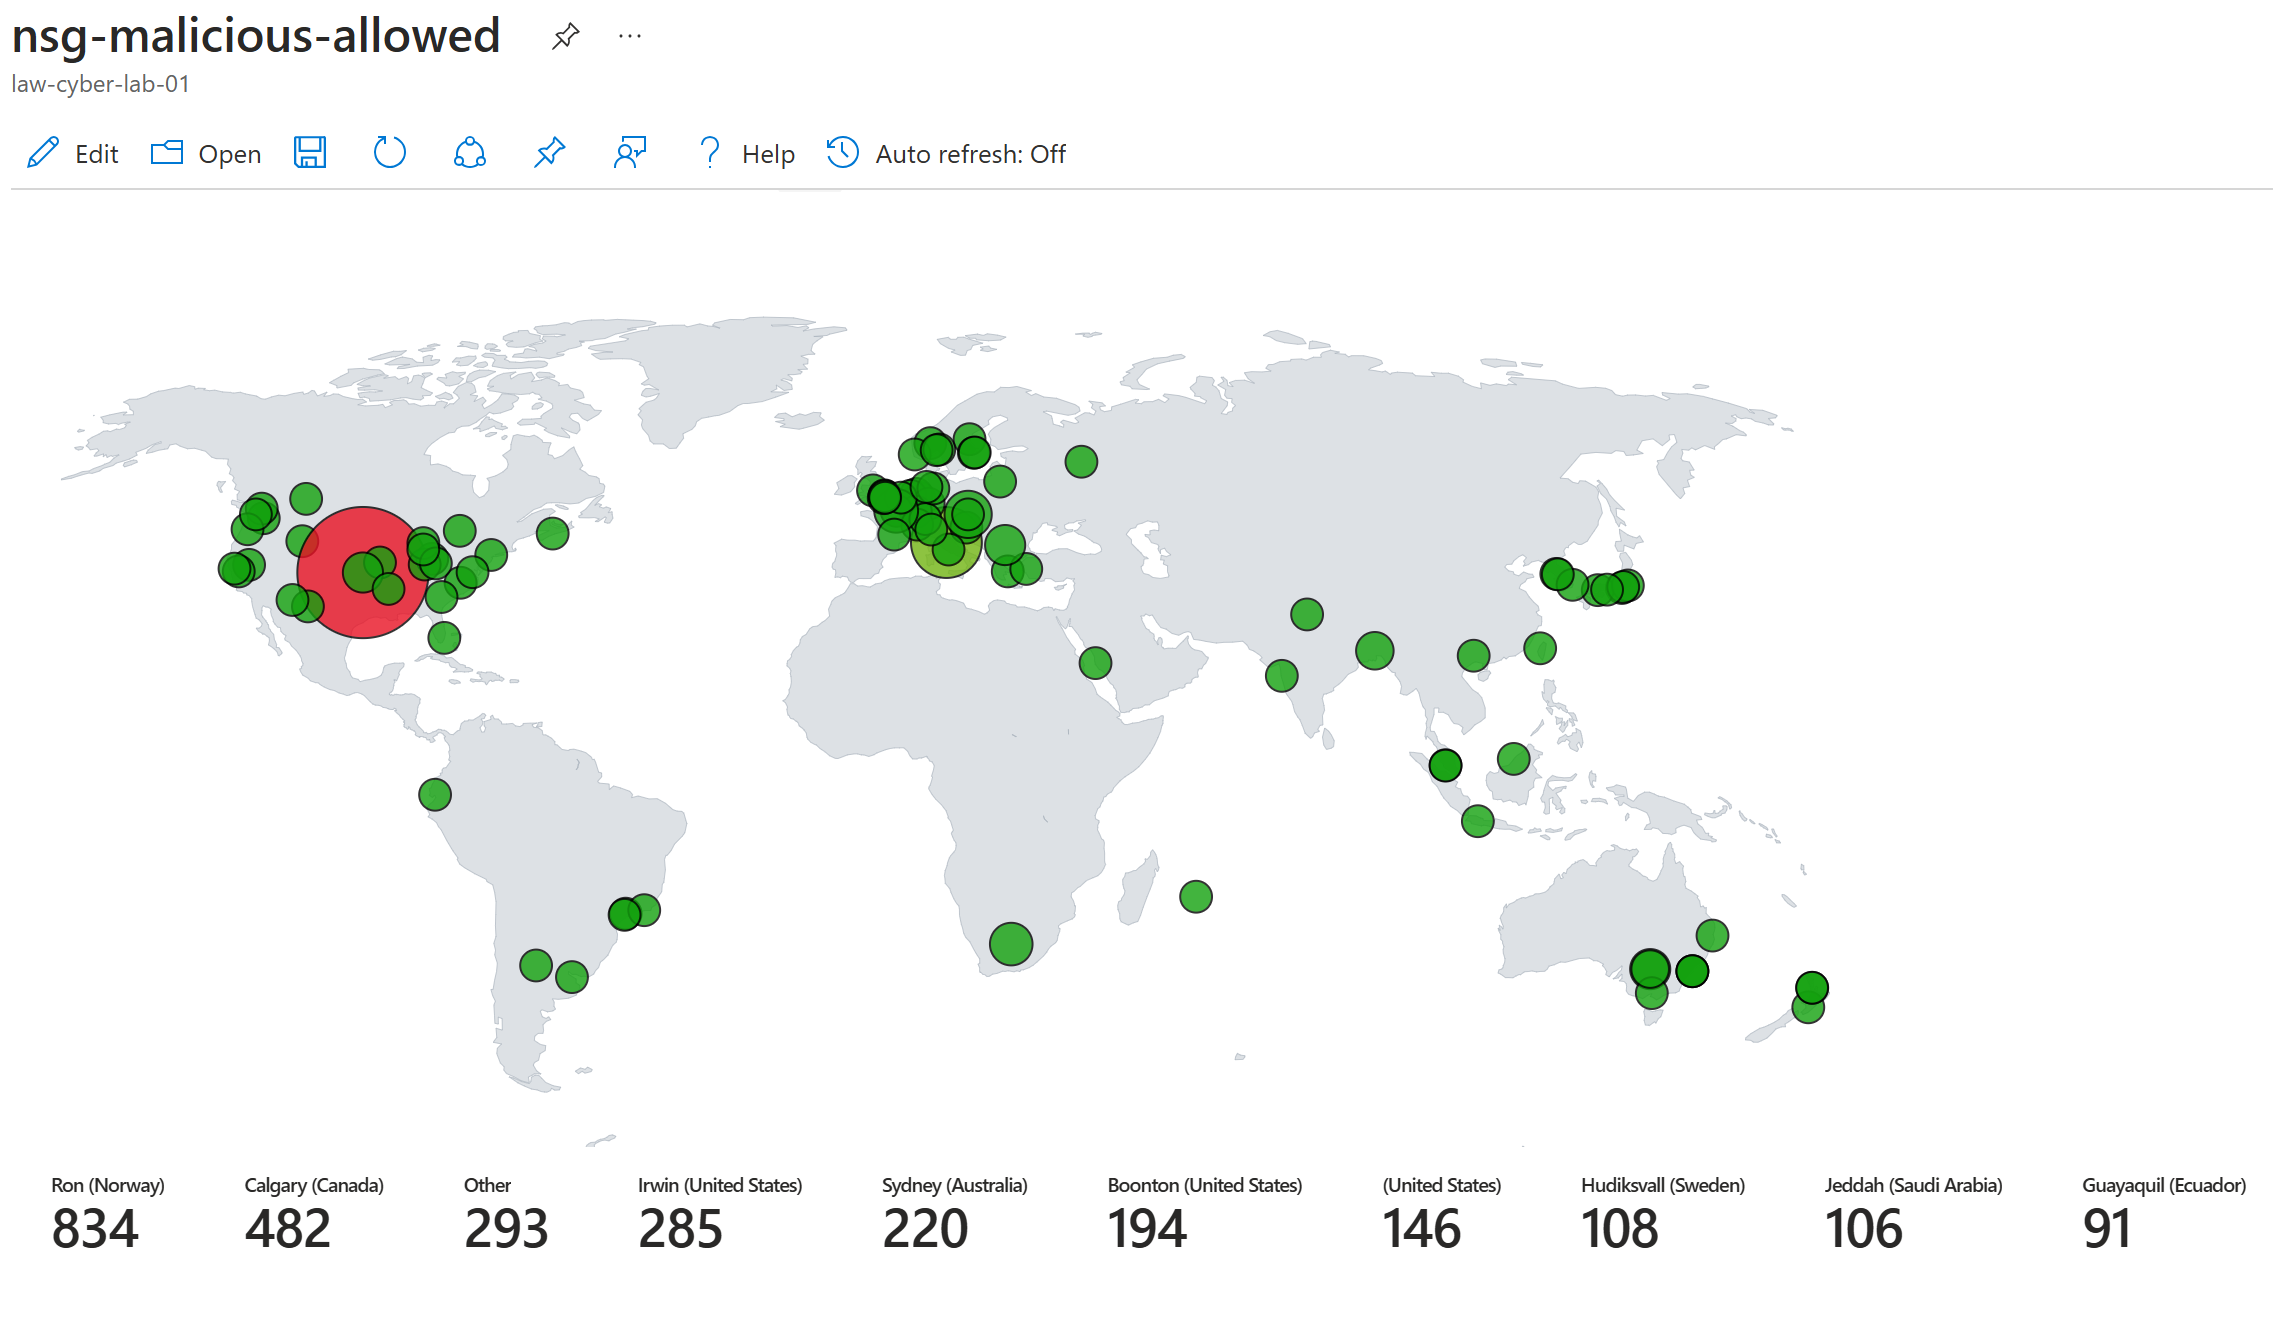 nsg-malicious-allowed
law-cyber-lab-01
Edit Open Help Auto refresh: Off
Ron (Norway) Calgary (Canada) Other Irwin (United States) Sydney (Australia) Boonton (United States) (United States) Hudiksvall (Sweden) Jeddah (Saudi Arabia) Guayaquil (Ecuador)
834 482 293 285 220 194 146 108 106 91